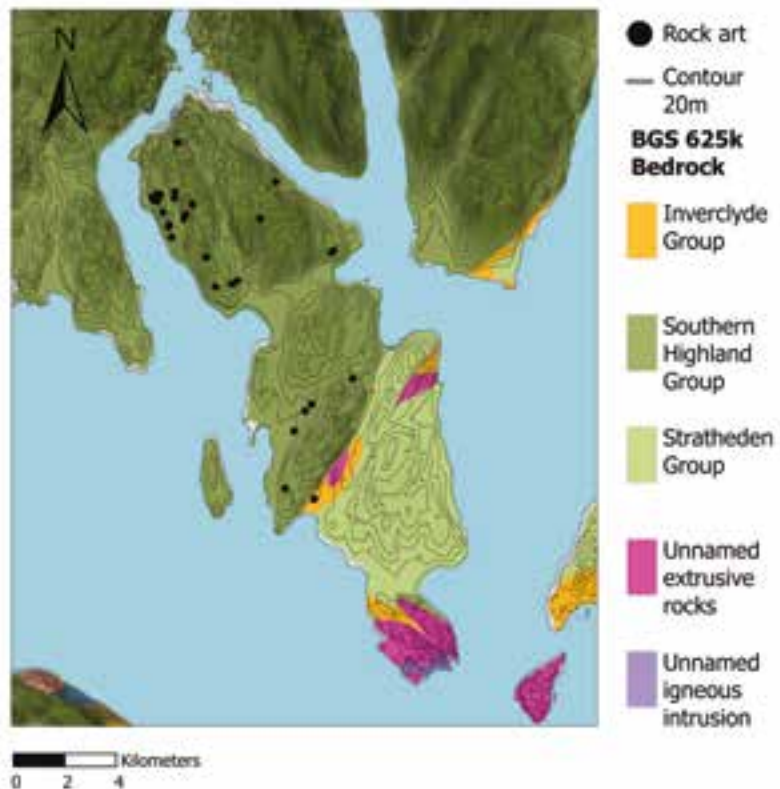 N
Rock art
Contour
20m
BGS 625k
Bedrock
Inverclyde
Group
Southern
Highland
Group
Stratheden
Group
Unnamed
extrusive
rocks
Unnamed
igneous
intrusion
Kilometers
0 2 4